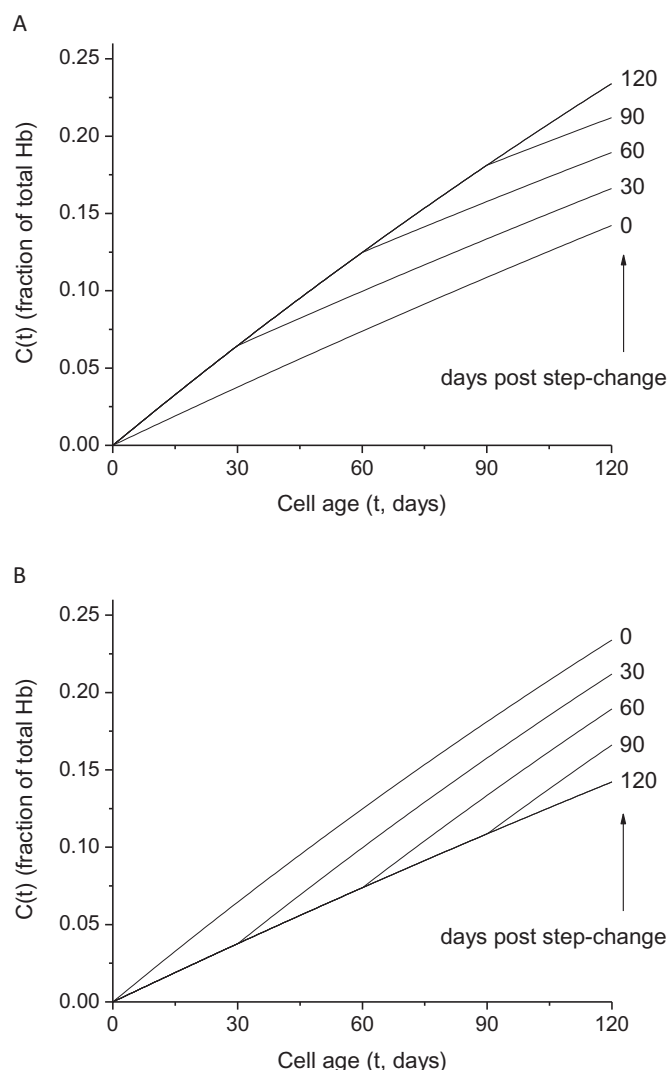 A
0.25
0.20
0.15
0.10
0.05
0.00
C(t) (fraction of total Hb)
120
90
60
30
0
days post step-change
0 30 60 90 120
Cell age (t, days)
B
0.25
0.20
0.15
0.10
0.05
0.00
C(t) (fraction of total Hb)
0
30
60
90
120
days post step-change
0 30 60 90 120
Cell age (t, days)